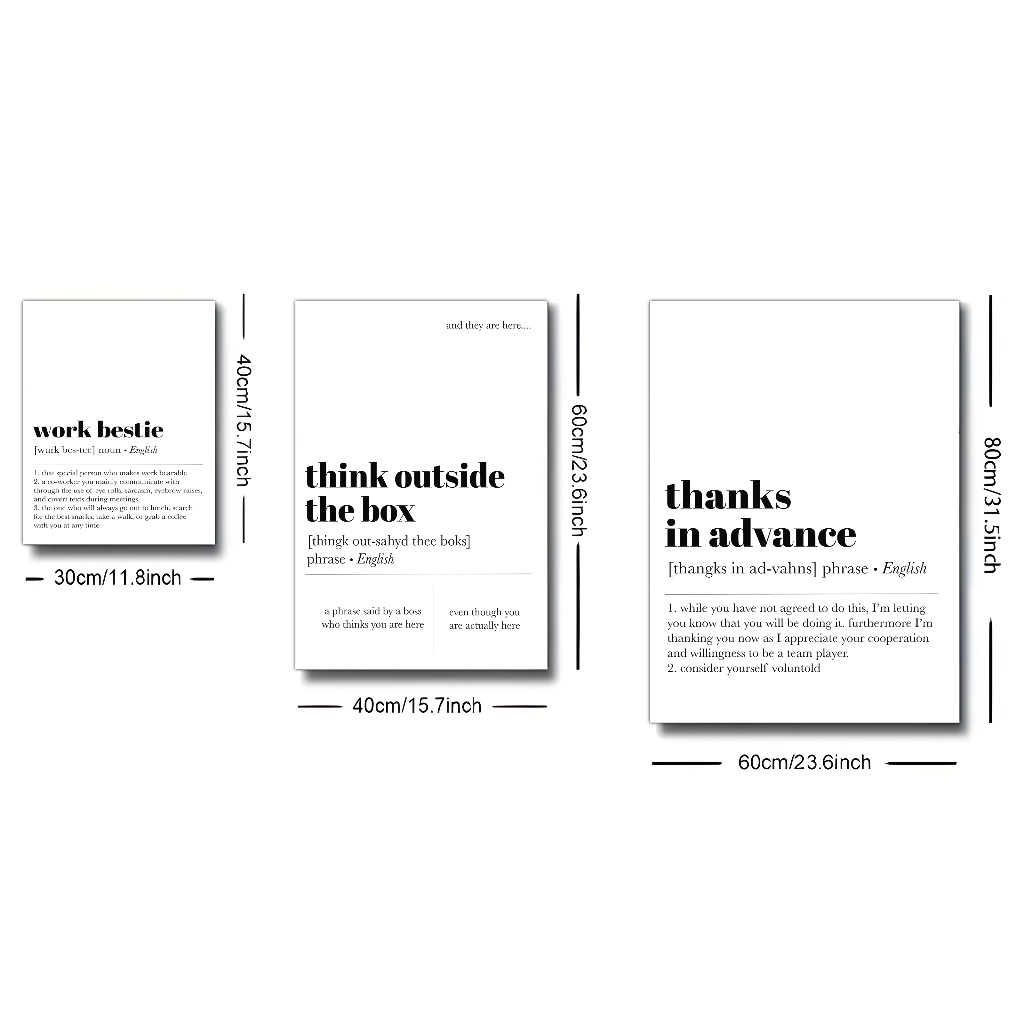 work bestie
[wurk bes-tee] noun • English
1. that special person who makes work bearable
2. a co-worker you mainly communicate with
through the use of eye rolls, sarcasm, eyebrow raises,
and covert texts during meetings
3. the one who will always go out to lunch, search
for the best snacks, take a walk, or grab a coffee
with you at any time
40cm/15.7inch
30cm/11.8inch
and they are here....
think outside
the box
[thingk out-sahyd thee boks]
phrase • English
a phrase said by a boss
who thinks you are here
even though you
are actually here
60cm/23.6inch
40cm/15.7inch
thanks
in advance
[thangks in ad-vahns] phrase • English
1. while you have not agreed to do this, I'm letting
you know that you will be doing it. furthermore I'm
thanking you now as I appreciate your cooperation
and willingness to be a team player.
2. consider yourself voluntold
80cm/31.5inch
60cm/23.6inch